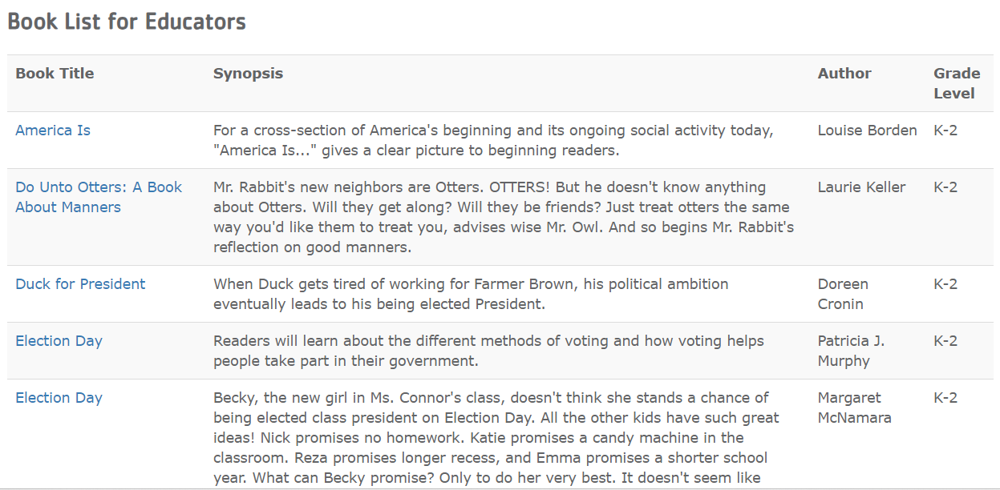 Book List for Educators
Book Title Synopsis Author Grade Level
America Is For a cross-section of America's beginning and its ongoing social activity today, Louise Borden K-2
"America Is..." gives a clear picture to beginning readers.
Do Unto Otters: A Book Mr. Rabbit's new neighbors are Otters. OTTERS! But he doesn't know anything Laurie Keller K-2
About Manners about Otters. Will they get along? Will they be friends? Just treat otters the same
way you'd like them to treat you, advises wise Mr. Owl. And so begins Mr. Rabbit's
reflection on good manners.
Duck for President When Duck gets tired of working for Farmer Brown, his political ambition Doreen K-2
eventually leads to his being elected President. Cronin
Election Day Readers will learn about the different methods of voting and how voting helps Patricia J. K-2
people take part in their government. Murphy
Election Day Becky, the new girl in Ms. Connor's class, doesn't think she stands a chance of Margaret K-2
being elected class president on Election Day. All the other kids have such great McNamara
ideas! Nick promises no homework. Katie promises a candy machine in the
classroom. Reza promises longer recess, and Emma promises a shorter school
year. What can Becky promise? Only to do her very best. It doesn't seem like